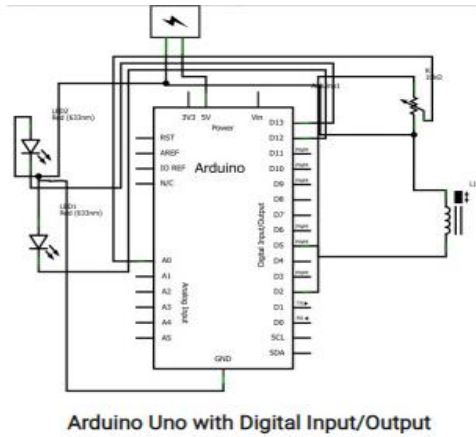 LED2
Red (633nm)
LED1
Red (633nm)
3V3
5V
Vin
Power
RST
AREF
IO REF
N/C
Arduino
A0
A1
A2
A3
A4
A5
Analog Input
Digital Input/Output
D13
D12
D11
PWM
D10
PWM
D9
PWM
D8
D7
D6
PWM
D5
PWM
D4
D3
PWM
D2
D1
D0
SCL
SDA
GND
10kΩ
L1
Arduino Uno with Digital Input/Output